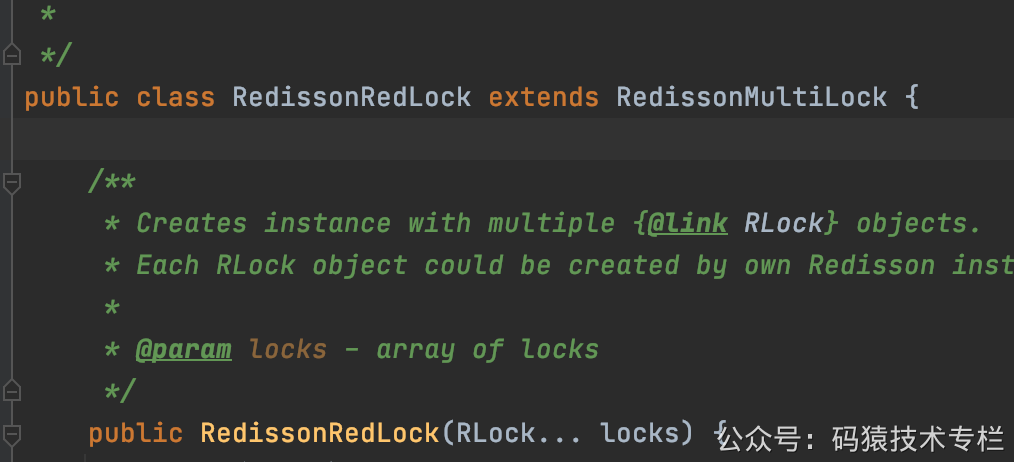 *
*/
public class RedissonRedLock extends RedissonMultiLock {
/**
* Creates instance with multiple {@link RLock} objects.
* Each RLock object could be created by own Redisson inst
*
* @param locks - array of locks
*/
public RedissonRedLock(RLock... locks) {
公众号：码猿技术专栏